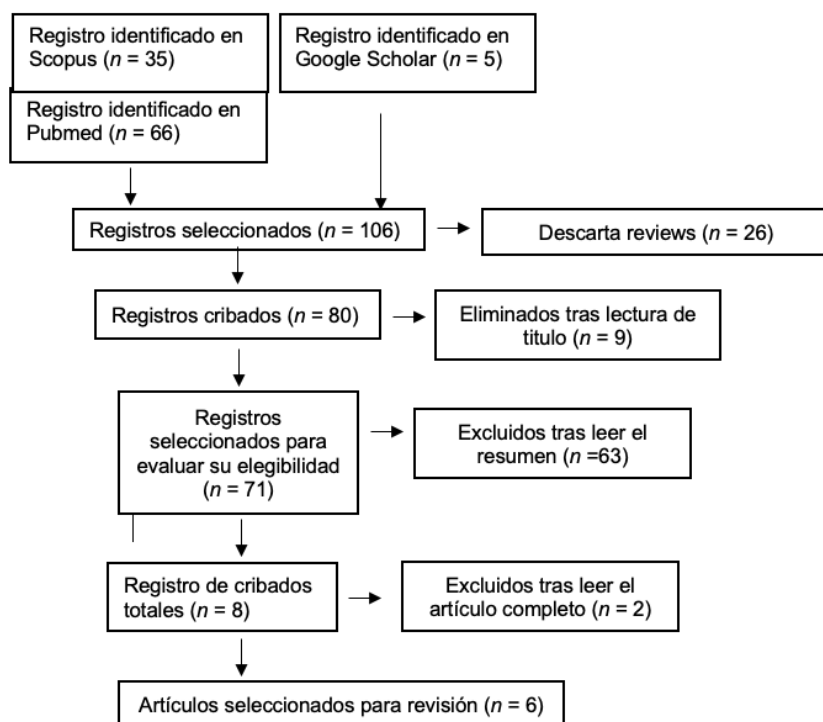 Registro identificado en
Scopus (n = 35)
Registro identificado en
Google Scholar (n = 5)
Registro identificado en
Pubmed (n = 66)
Registros seleccionados (n = 106)
Descarta reviews (n = 26)
Registros cribados (n = 80)
Eliminados tras lectura de
titulo (n = 9)
Registros
seleccionados para
evaluar su elegibilidad
(n = 71)
Excluidos tras leer el
resumen (n =63)
Registro de cribados
totales (n = 8)
Excluidos tras leer el
artículo completo (n = 2)
Artículos seleccionados para revisión (n = 6)